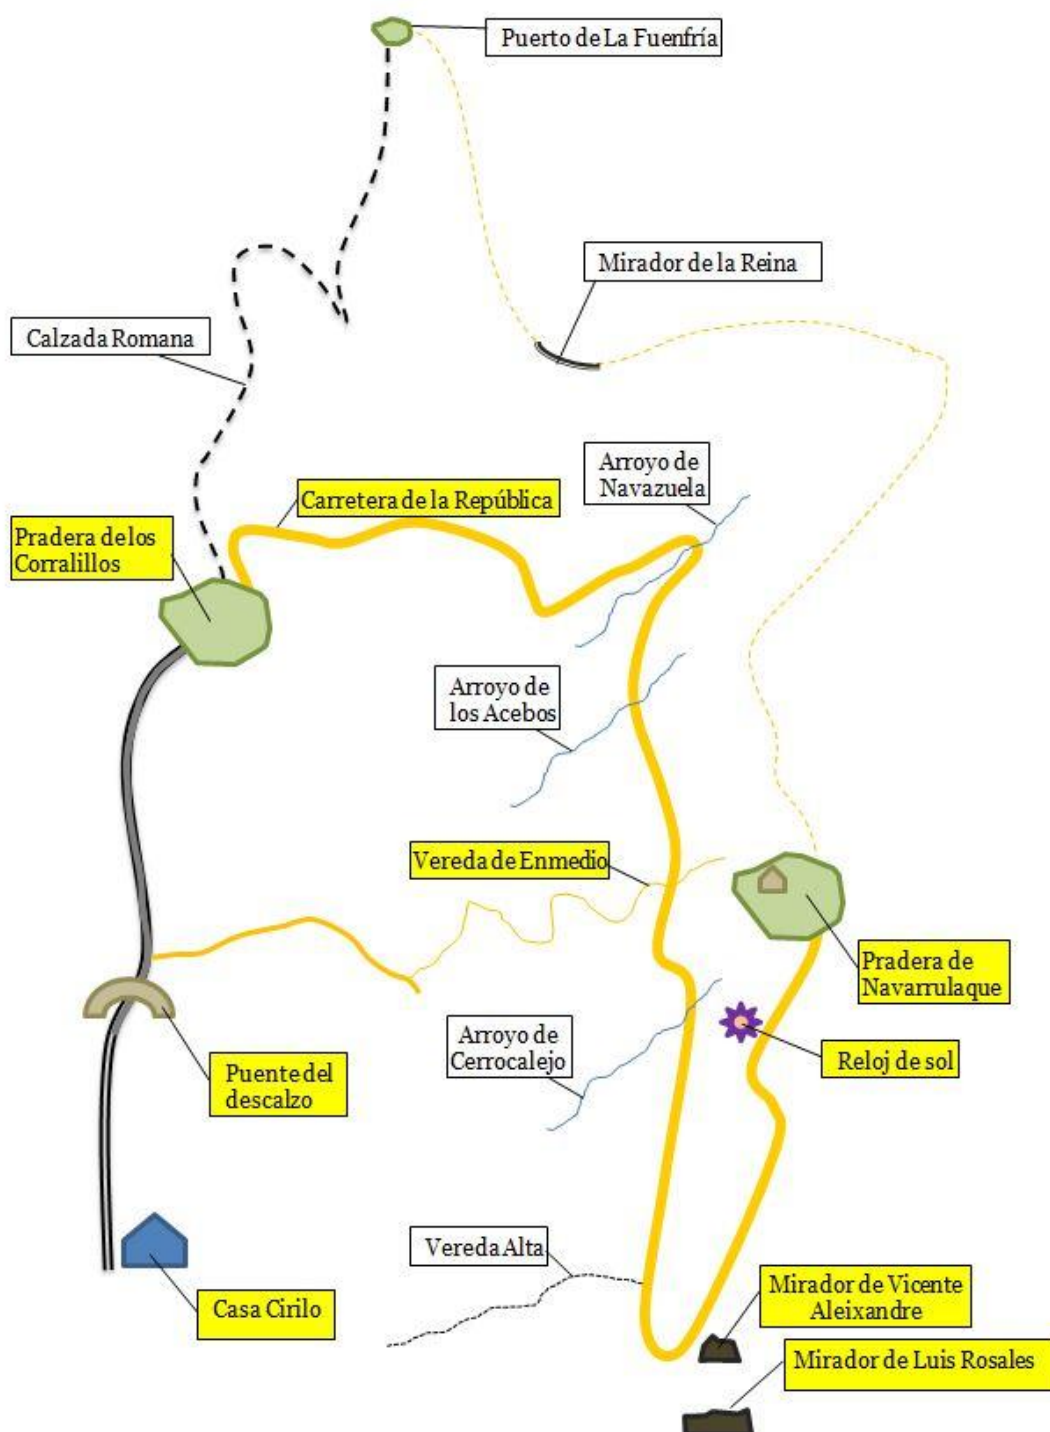 Puerto de La Fuenfría
Mirador de la Reina
Calzada Romana
Arroyo de
Navazuela
Carretera de la República
Pradera de los
Corralillos
Arroyo de
los Acebos
Vereda de Enmedio
Pradera de
Navarrulaque
Arroyo de
Cerrocalejo
Reloj de sol
Puente del
descalzo
Vereda Alta
Casa Cirilo
Mirador de Vicente
Aleixandre
Mirador de Luis Rosales